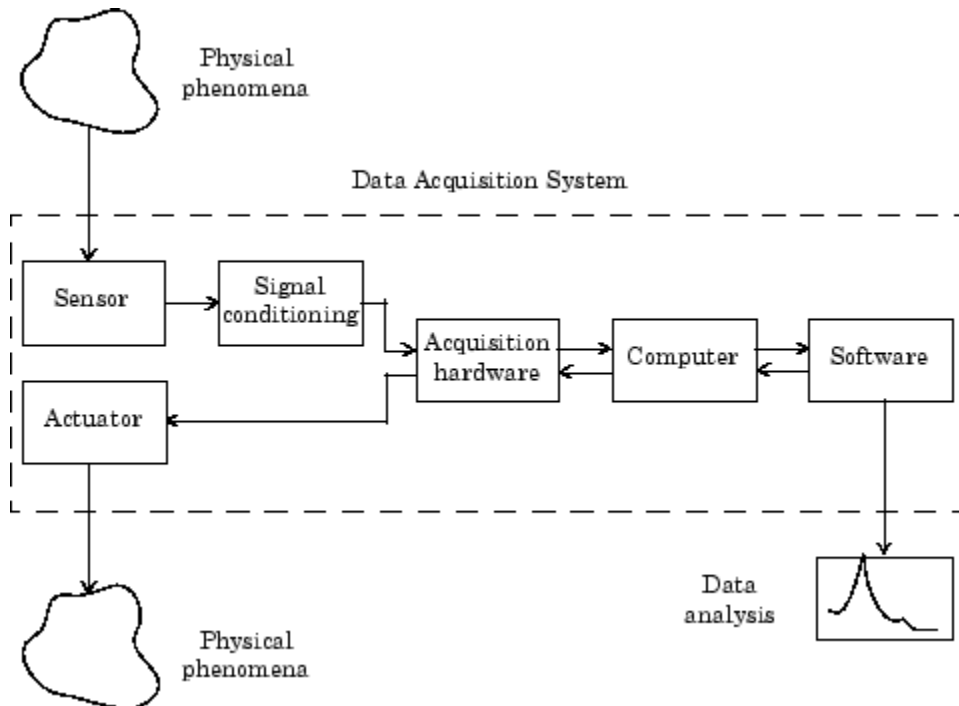 Physical
phenomena
Data Acquisition System
Sensor
Signal
conditioning
Acquisition
hardware
Computer
Software
Actuator
Data
analysis
Physical
phenomena